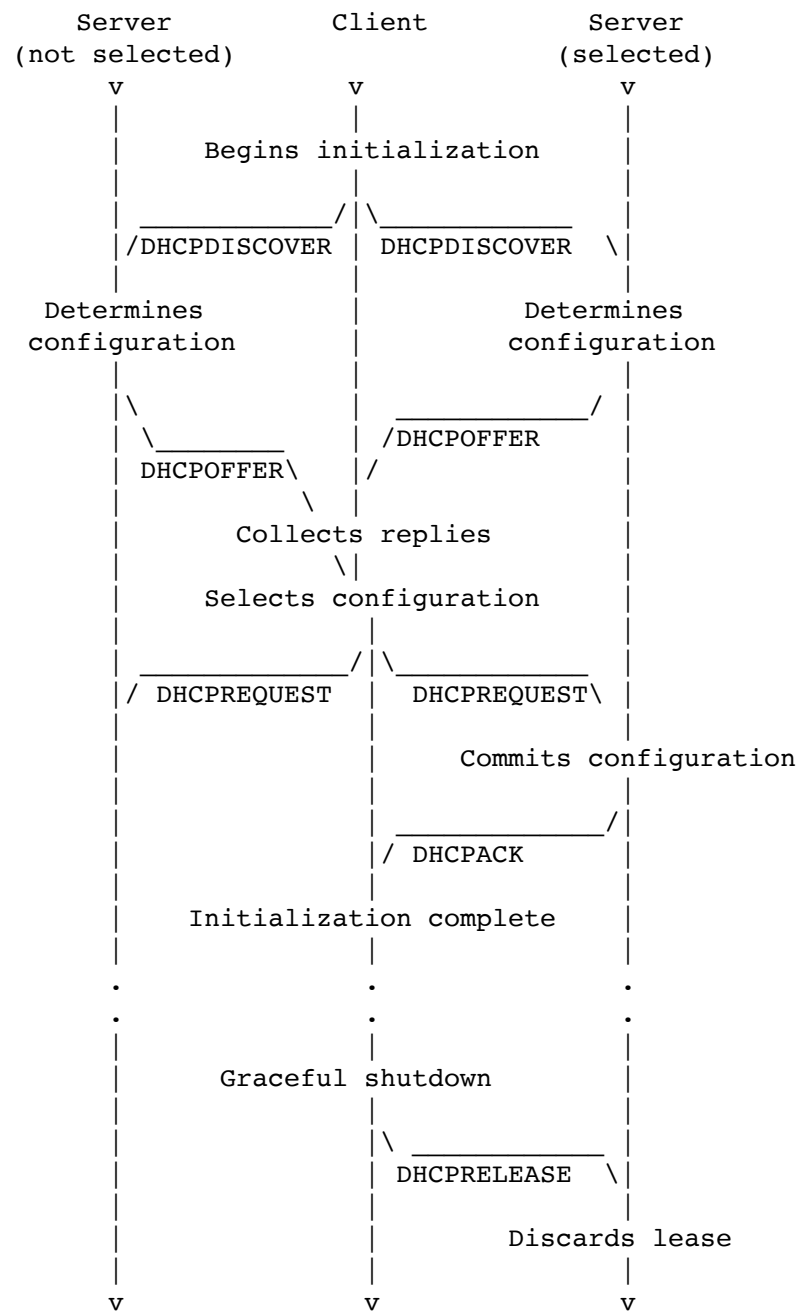 Server Client Server
(not selected) (selected)
v v v
Begins initialization
DHCPDISCOVER DHCPDISCOVER
Determines Determines
configuration configuration
DHCPOFFER
DHCPOFFER
Collects replies
Selects configuration
DHCPREQUEST DHCPREQUEST
Commits configuration
DHCPACK
Initialization complete
. . .
. . .
Graceful shutdown
DHCPRELEASE
Discards lease
v v v